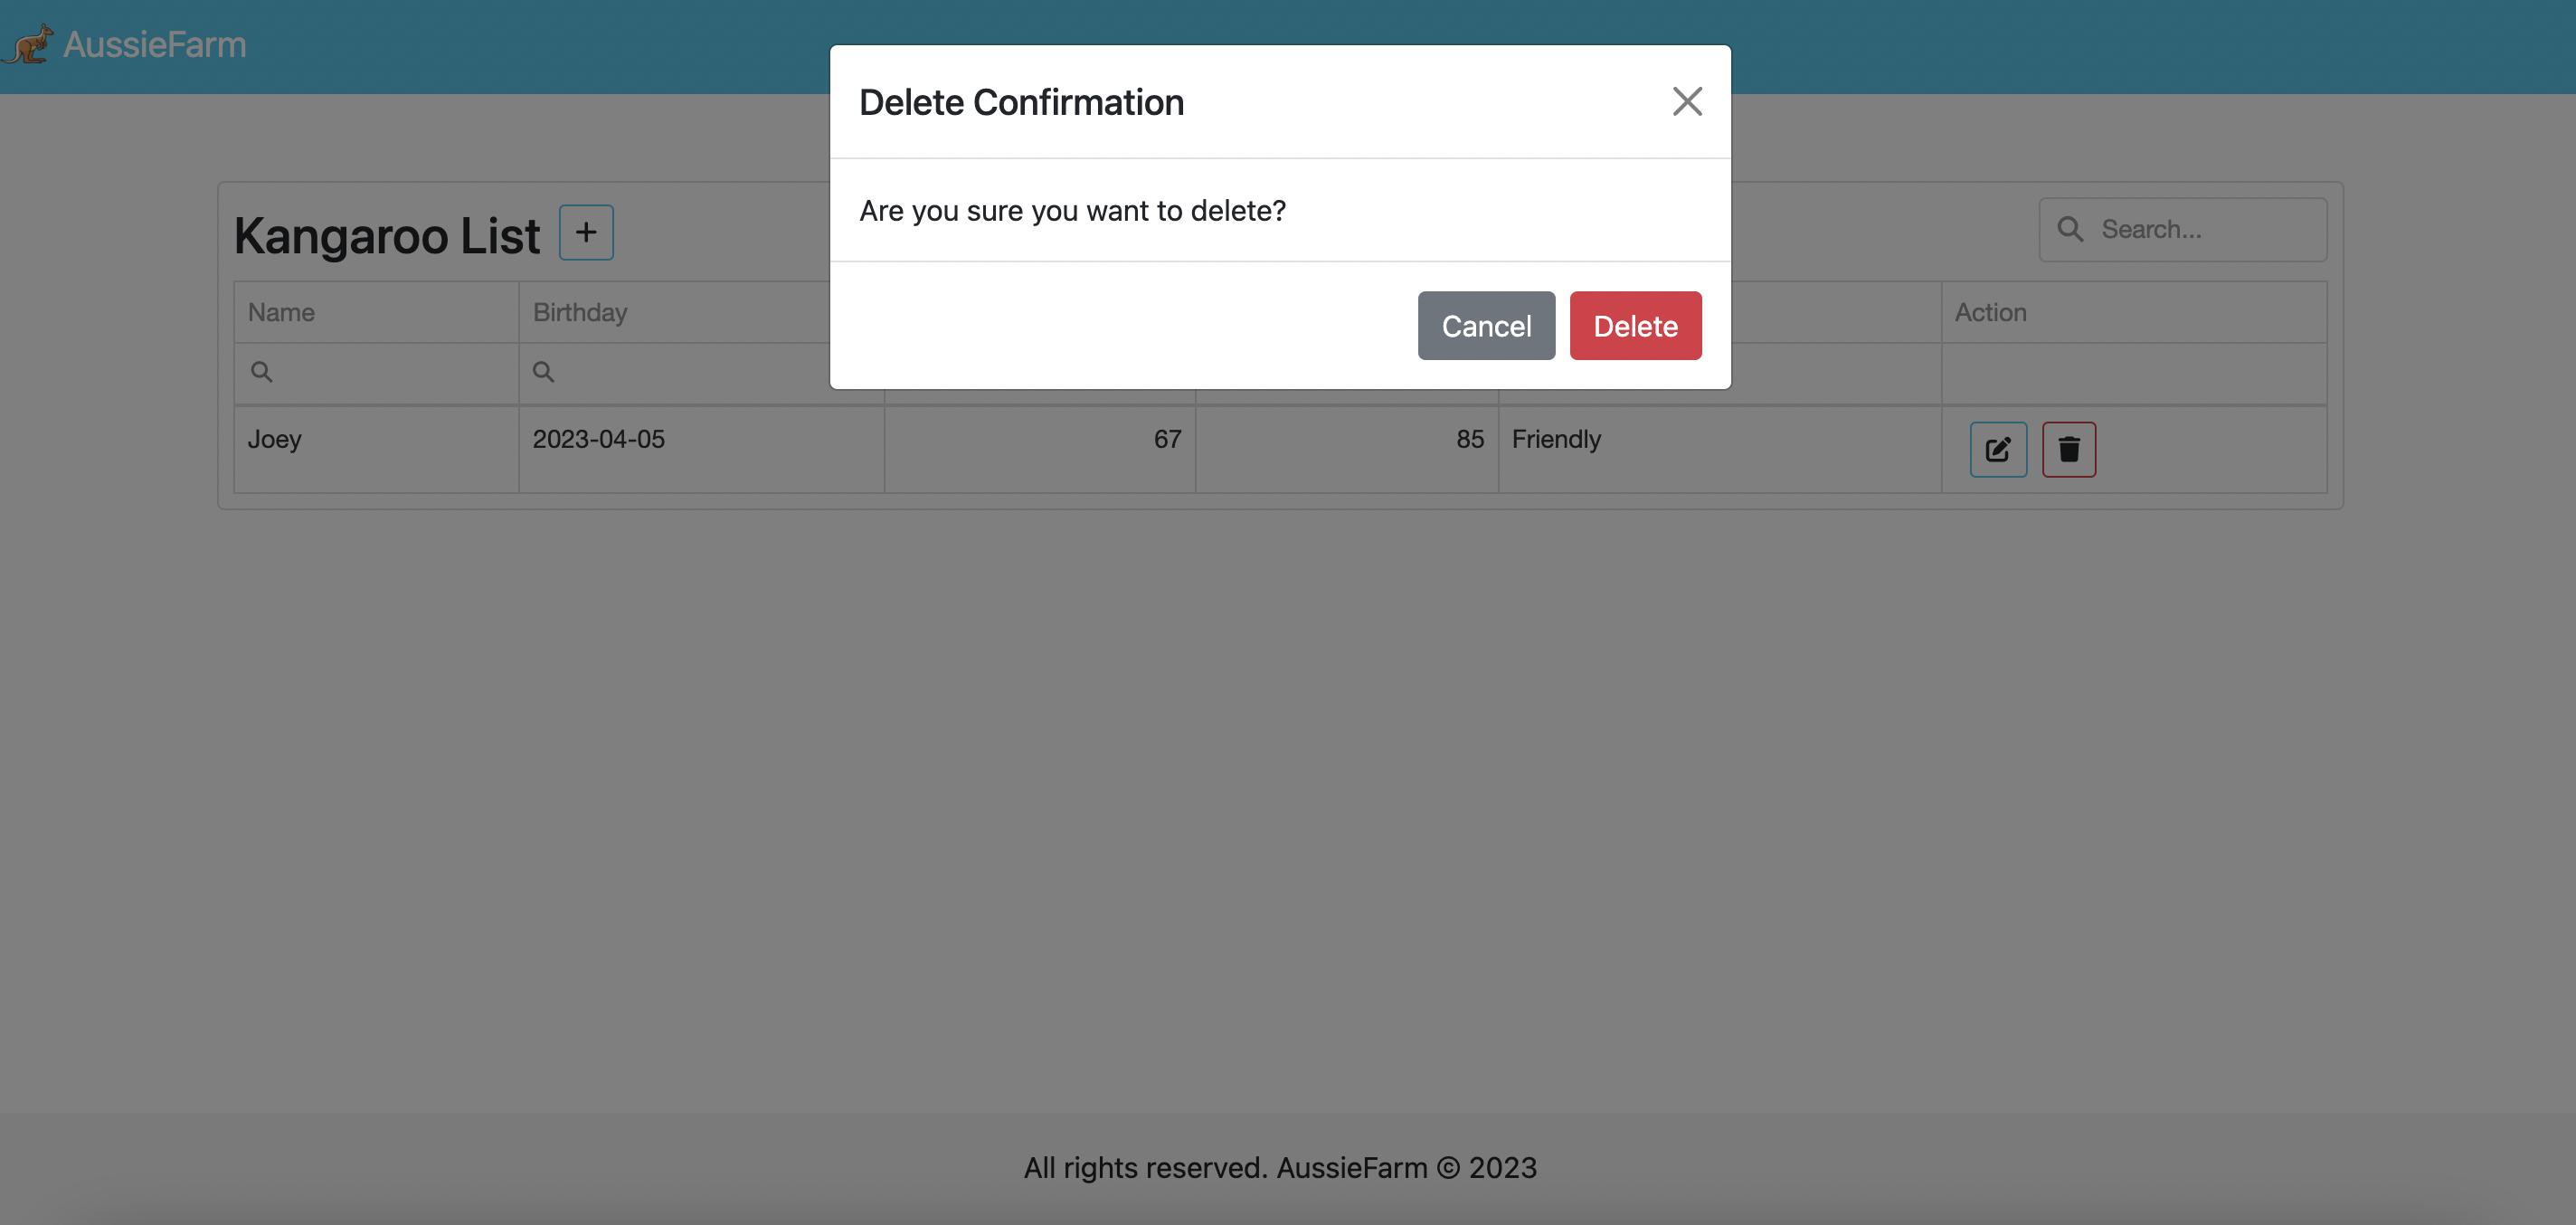 AussieFarm
Delete Confirmation
Are you sure you want to delete?
Cancel Delete
Kangaroo List +
Search...
Name Birthday Action
Joey 2023-04-05 67 85 Friendly
All rights reserved. AussieFarm © 2023